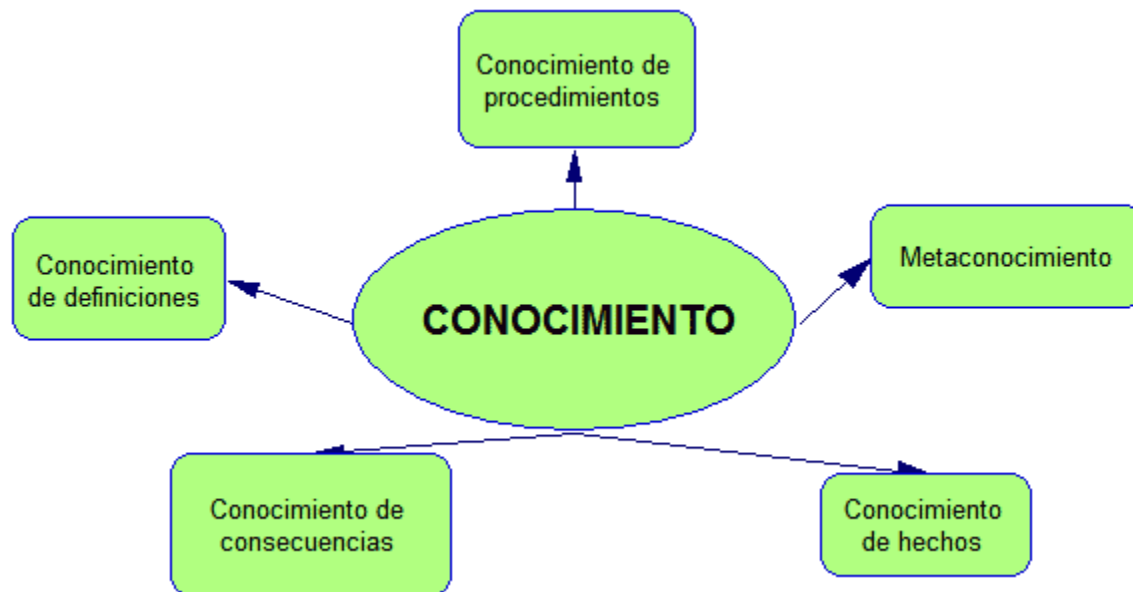 Conocimiento de
procedimientos
Conocimiento
de definiciones
CONOCIMIENTO
Metaconocimiento
Conocimiento de
consecuencias
Conocimiento
de hechos